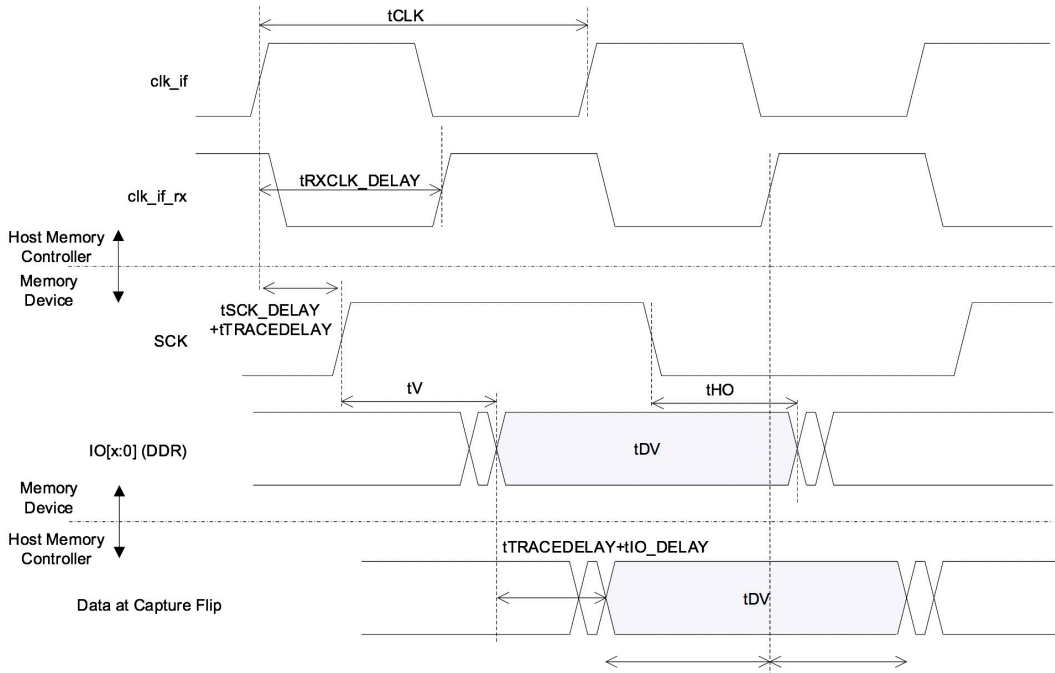 tCLK
clk_if
tRXCLK_DELAY
clk_if_rx
Host Memory
Controller
Memory
Device
tSCK_DELAY
+tTRACEDELAY
SCK
tV
tHO
IO[x:0] (DDR)
tDV
Memory
Device
Host Memory
Controller
tTRACEDELAY+tIO_DELAY
Data at Capture Flip
tDV